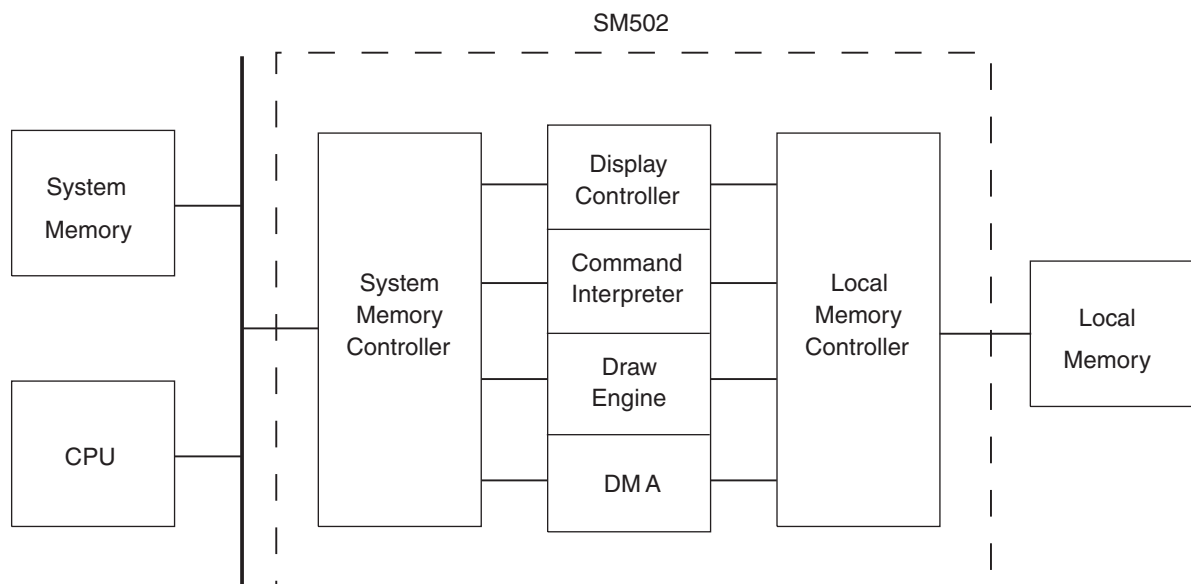 SM502
System
Memory
CPU
System
Memory
Controller
Display
Controller
Command
Interpreter
Draw
Engine
DM A
Local
Memory
Controller
Local
Memory